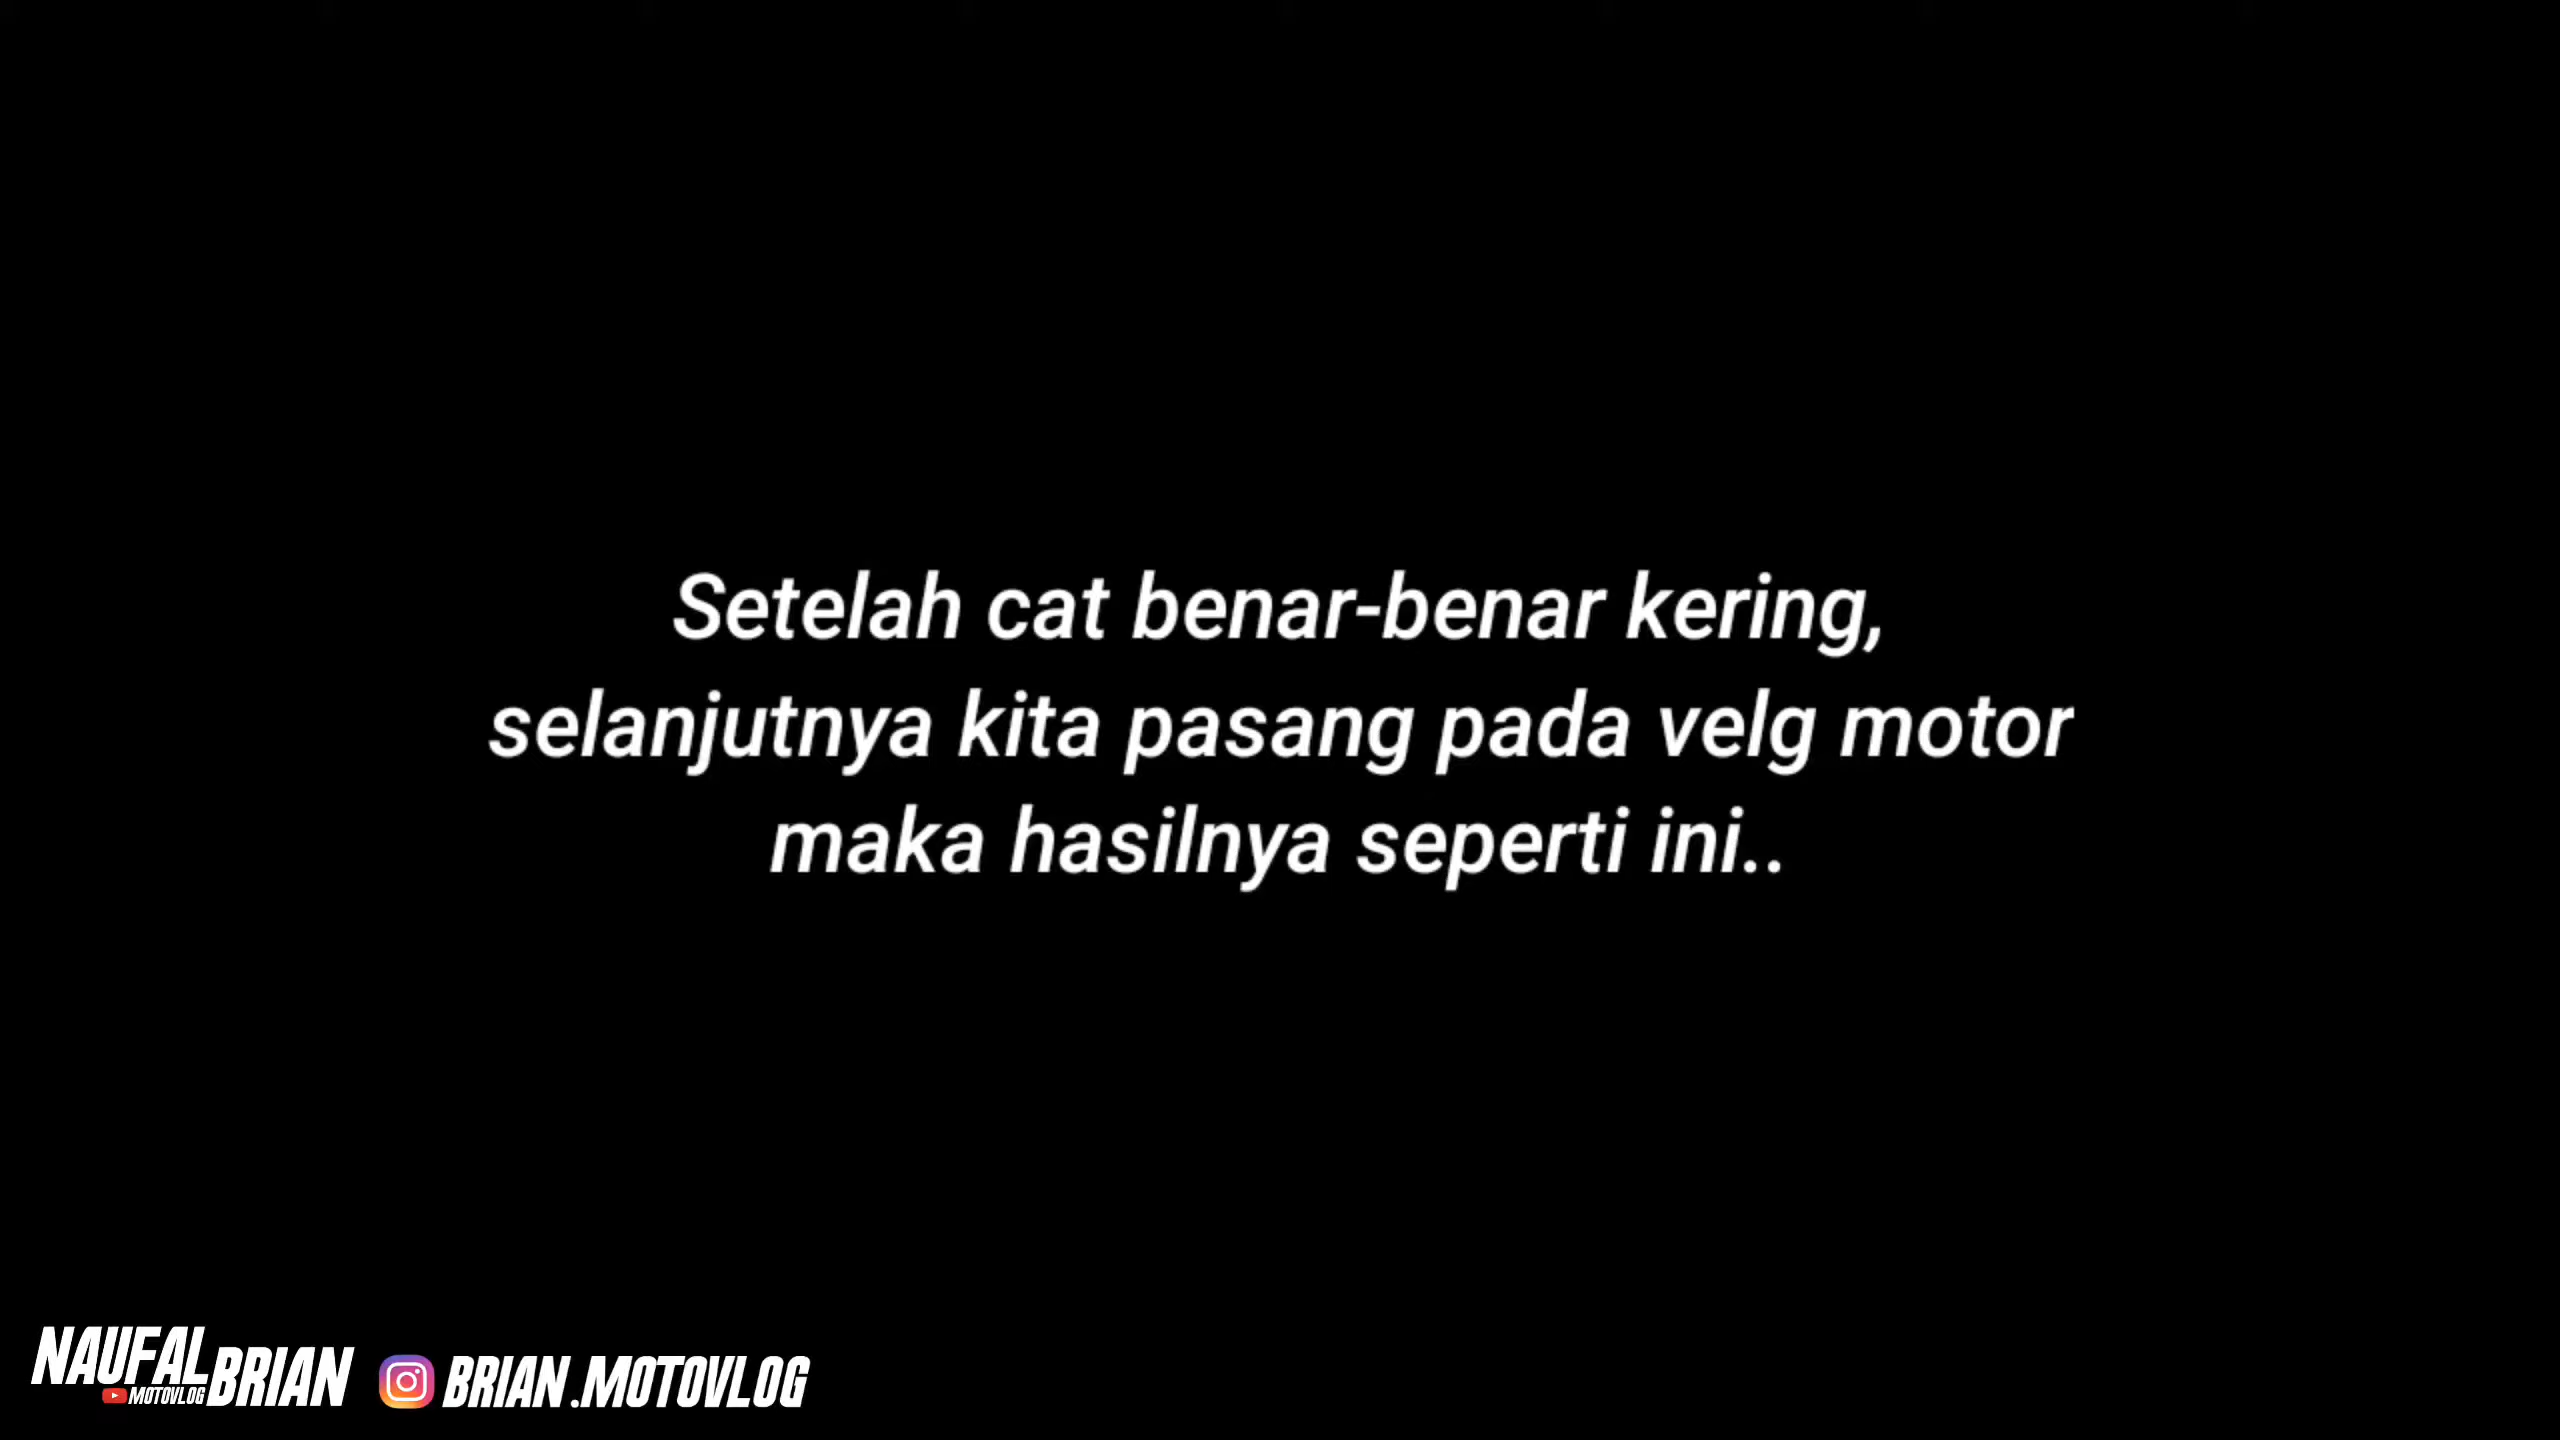 Setelah cat benar-benar kering,
selanjutnya kita pasang pada velg motor
maka hasilnya seperti ini..
NAUFAL BRIAN
MOTOVLOG
BRIAN.MOTOVLOG